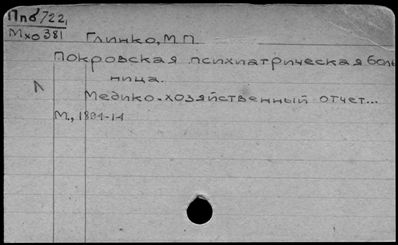 Ппб/722,
Мхо 381
Глинко, М.П.
Покровская психиатрическая боль
ница.
Медико-хозяйственный отчет...
М., 1894-14